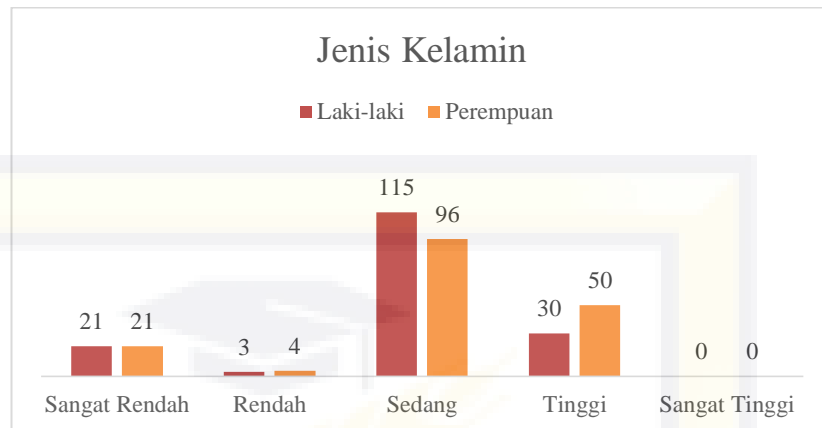 Jenis Kelamin
Laki-laki Perempuan
115
96
50
30
21 21
3 4
0 0
Sangat Rendah Rendah Sedang Tinggi Sangat Tinggi